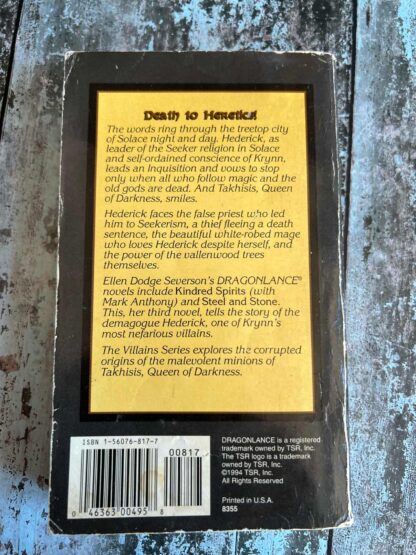 Death to Heretics!
The words ring through the treetop city
of Solace night and day. Hederick, as
leader of the Seeker religion in Solace
and self-ordained conscience of Krynn,
leads an Inquisition and vows to stop
only when all who follow magic and the
old gods are dead. And Takhisis, Queen
of Darkness, smiles.
Hederick faces the false priest who led
him to Seekerism, a thief fleeing a death
sentence, the beautiful white-robed mage
who loves Hederick despite herself, and
the power of the vallenwood trees
themselves.
Ellen Dodge Severson's DRAGONLANCE®
novels include Kindred Spirits (with
Mark Anthony) and Steel and Stone.
This, her third novel, tells the story of the
demagogue Hederick, one of Krynn's
most nefarious villains.
The Villains Series explores the corrupted
origins of the malevolent minions of
Takhisis, Queen of Darkness.
ISBN 1-56076-817-7
00817
0 46363 00495 8
DRAGONLANCE is a registered
trademark owned by TSR, Inc.
The TSR logo is a trademark
owned by TSR, Inc.
©1994 TSR, Inc.
All Rights Reserved
Printed in U.S.A.
8355